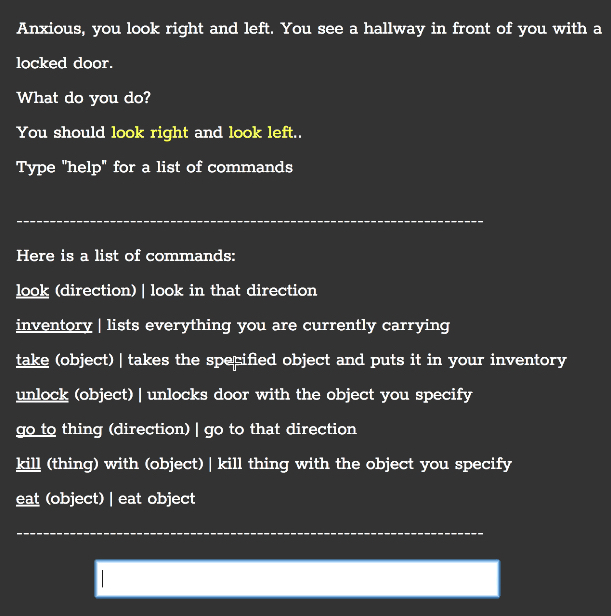 Anxious, you look right and left. You see a hallway in front of you with a
locked door.
What do you do?
You should look right and look left..
Type "help" for a list of commands
----------------------------------------------------------------------
Here is a list of commands:
look (direction) | look in that direction
inventory | lists everything you are currently carrying
take (object) | takes the specified object and puts it in your inventory
unlock (object) | unlocks door with the object you specify
go to thing (direction) | go to that direction
kill (thing) with (object) | kill thing with the object you specify
eat (object) | eat object
----------------------------------------------------------------------